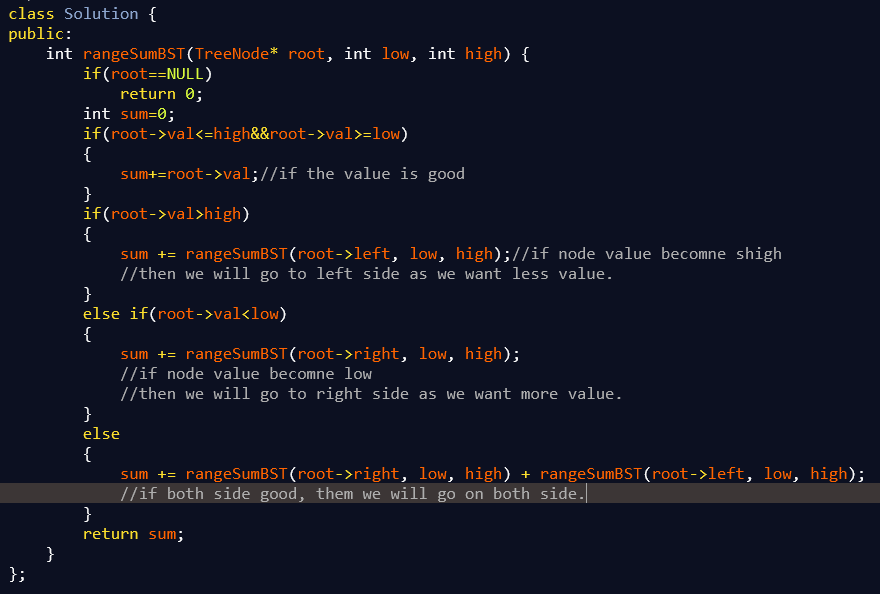 class Solution {
public:
    int rangeSumBST(TreeNode* root, int low, int high) {
        if(root==NULL)
            return 0;
        int sum=0;
        if(root->val<=high&&root->val>=low)
        {
            sum+=root->val;//if the value is good
        }
        if(root->val>high)
        {
            sum += rangeSumBST(root->left, low, high);//if node value becomne shigh
            //then we will go to left side as we want less value.
        }
        else if(root->val<low)
        {
            sum += rangeSumBST(root->right, low, high);
            //if node value becomne low
            //then we will go to right side as we want more value.
        }
        else
        {
            sum += rangeSumBST(root->right, low, high) + rangeSumBST(root->left, low, high);
            //if both side good, them we will go on both side.
        }
        return sum;
    }
};